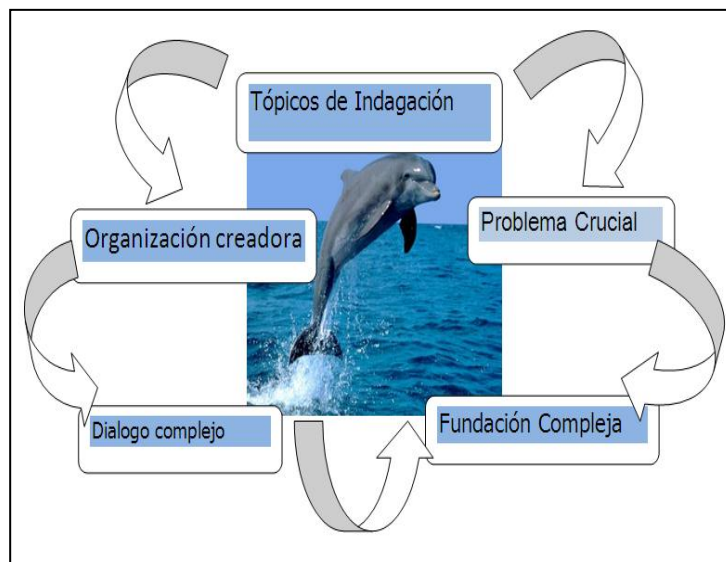 Tópicos de Indagación
Organización creadora
Problema Crucial
Dialogo complejo
Fundación Compleja